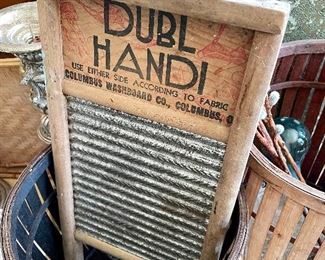 DUBL
HANDI
USE EITHER SIDE ACCORDING TO FABRIC
COLUMBUS WASHBOARD CO., COLUMBUS, O